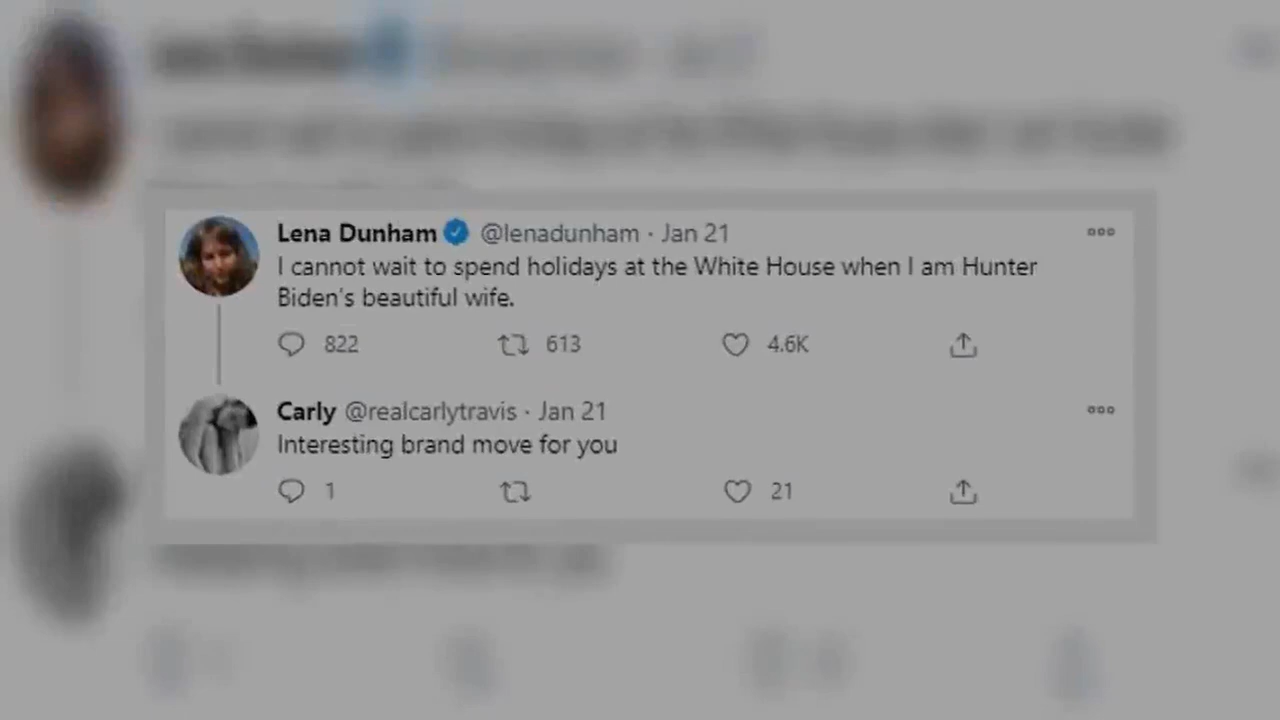 Lena Dunham @lenadunham · Jan 21
I cannot wait to spend holidays at the White House when I am Hunter
Biden's beautiful wife.
822 613 4.6K
Carly @realcarlytravis · Jan 21
Interesting brand move for you
1 21